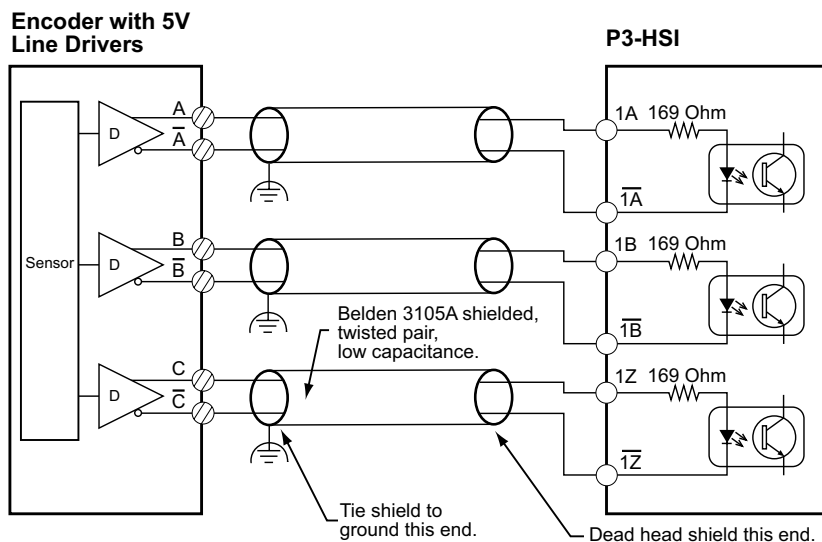 Encoder with 5V
Line Drivers
P3-HSI
Sensor
D
A
A̅
1A 169 Ohm
1A̅
D
B
B̅
1B 169 Ohm
1B̅
Belden 3105A shielded,
twisted pair,
low capacitance.
D
C
C̅
1Z 169 Ohm
1Z̅
Tie shield to
ground this end.
Dead head shield this end.